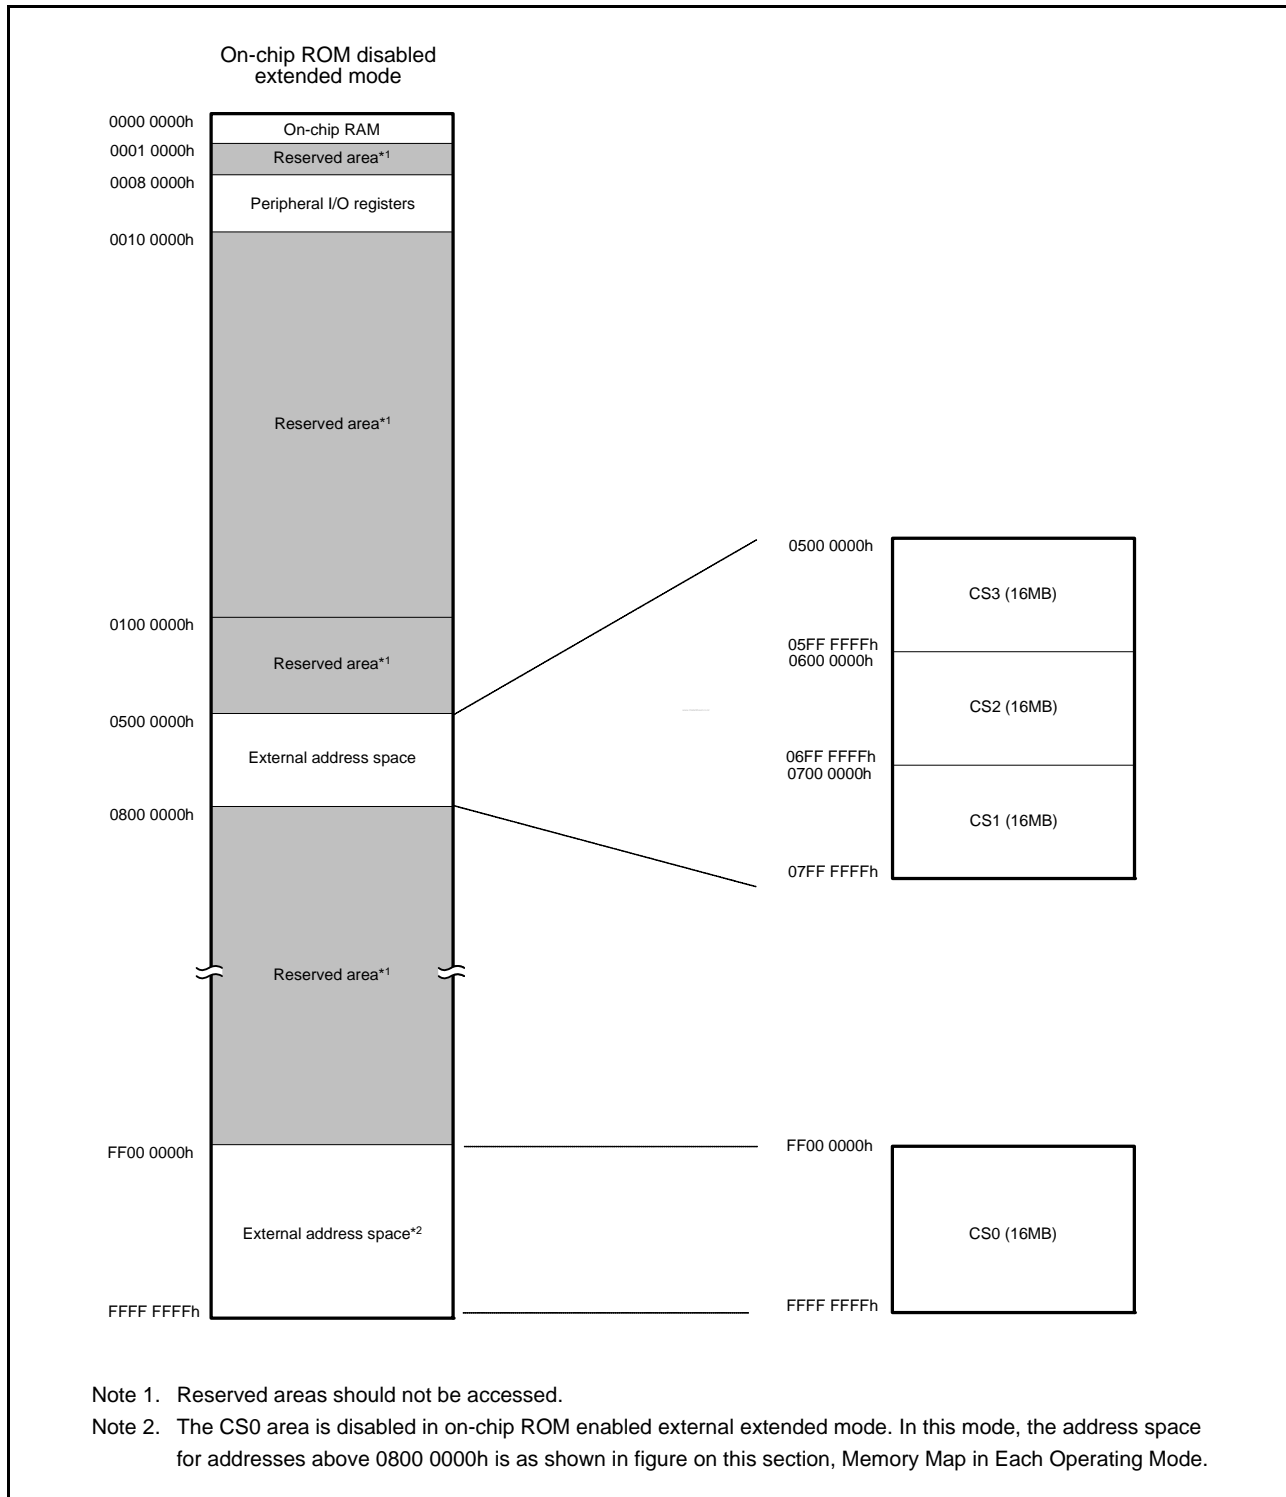 On-chip ROM disabled
extended mode
0000 0000h
On-chip RAM
0001 0000h
Reserved area*1
0008 0000h
Peripheral I/O registers
0010 0000h
Reserved area*1
0100 0000h
Reserved area*1
0500 0000h
External address space
0800 0000h
Reserved area*1
FF00 0000h
External address space*2
FFFF FFFFh
0500 0000h
CS3 (16MB)
05FF FFFFh
0600 0000h
CS2 (16MB)
06FF FFFFh
0700 0000h
CS1 (16MB)
07FF FFFFh
FF00 0000h
CS0 (16MB)
FFFF FFFFh
Note 1. Reserved areas should not be accessed.
Note 2. The CS0 area is disabled in on-chip ROM enabled external extended mode. In this mode, the address space
for addresses above 0800 0000h is as shown in figure on this section, Memory Map in Each Operating Mode.